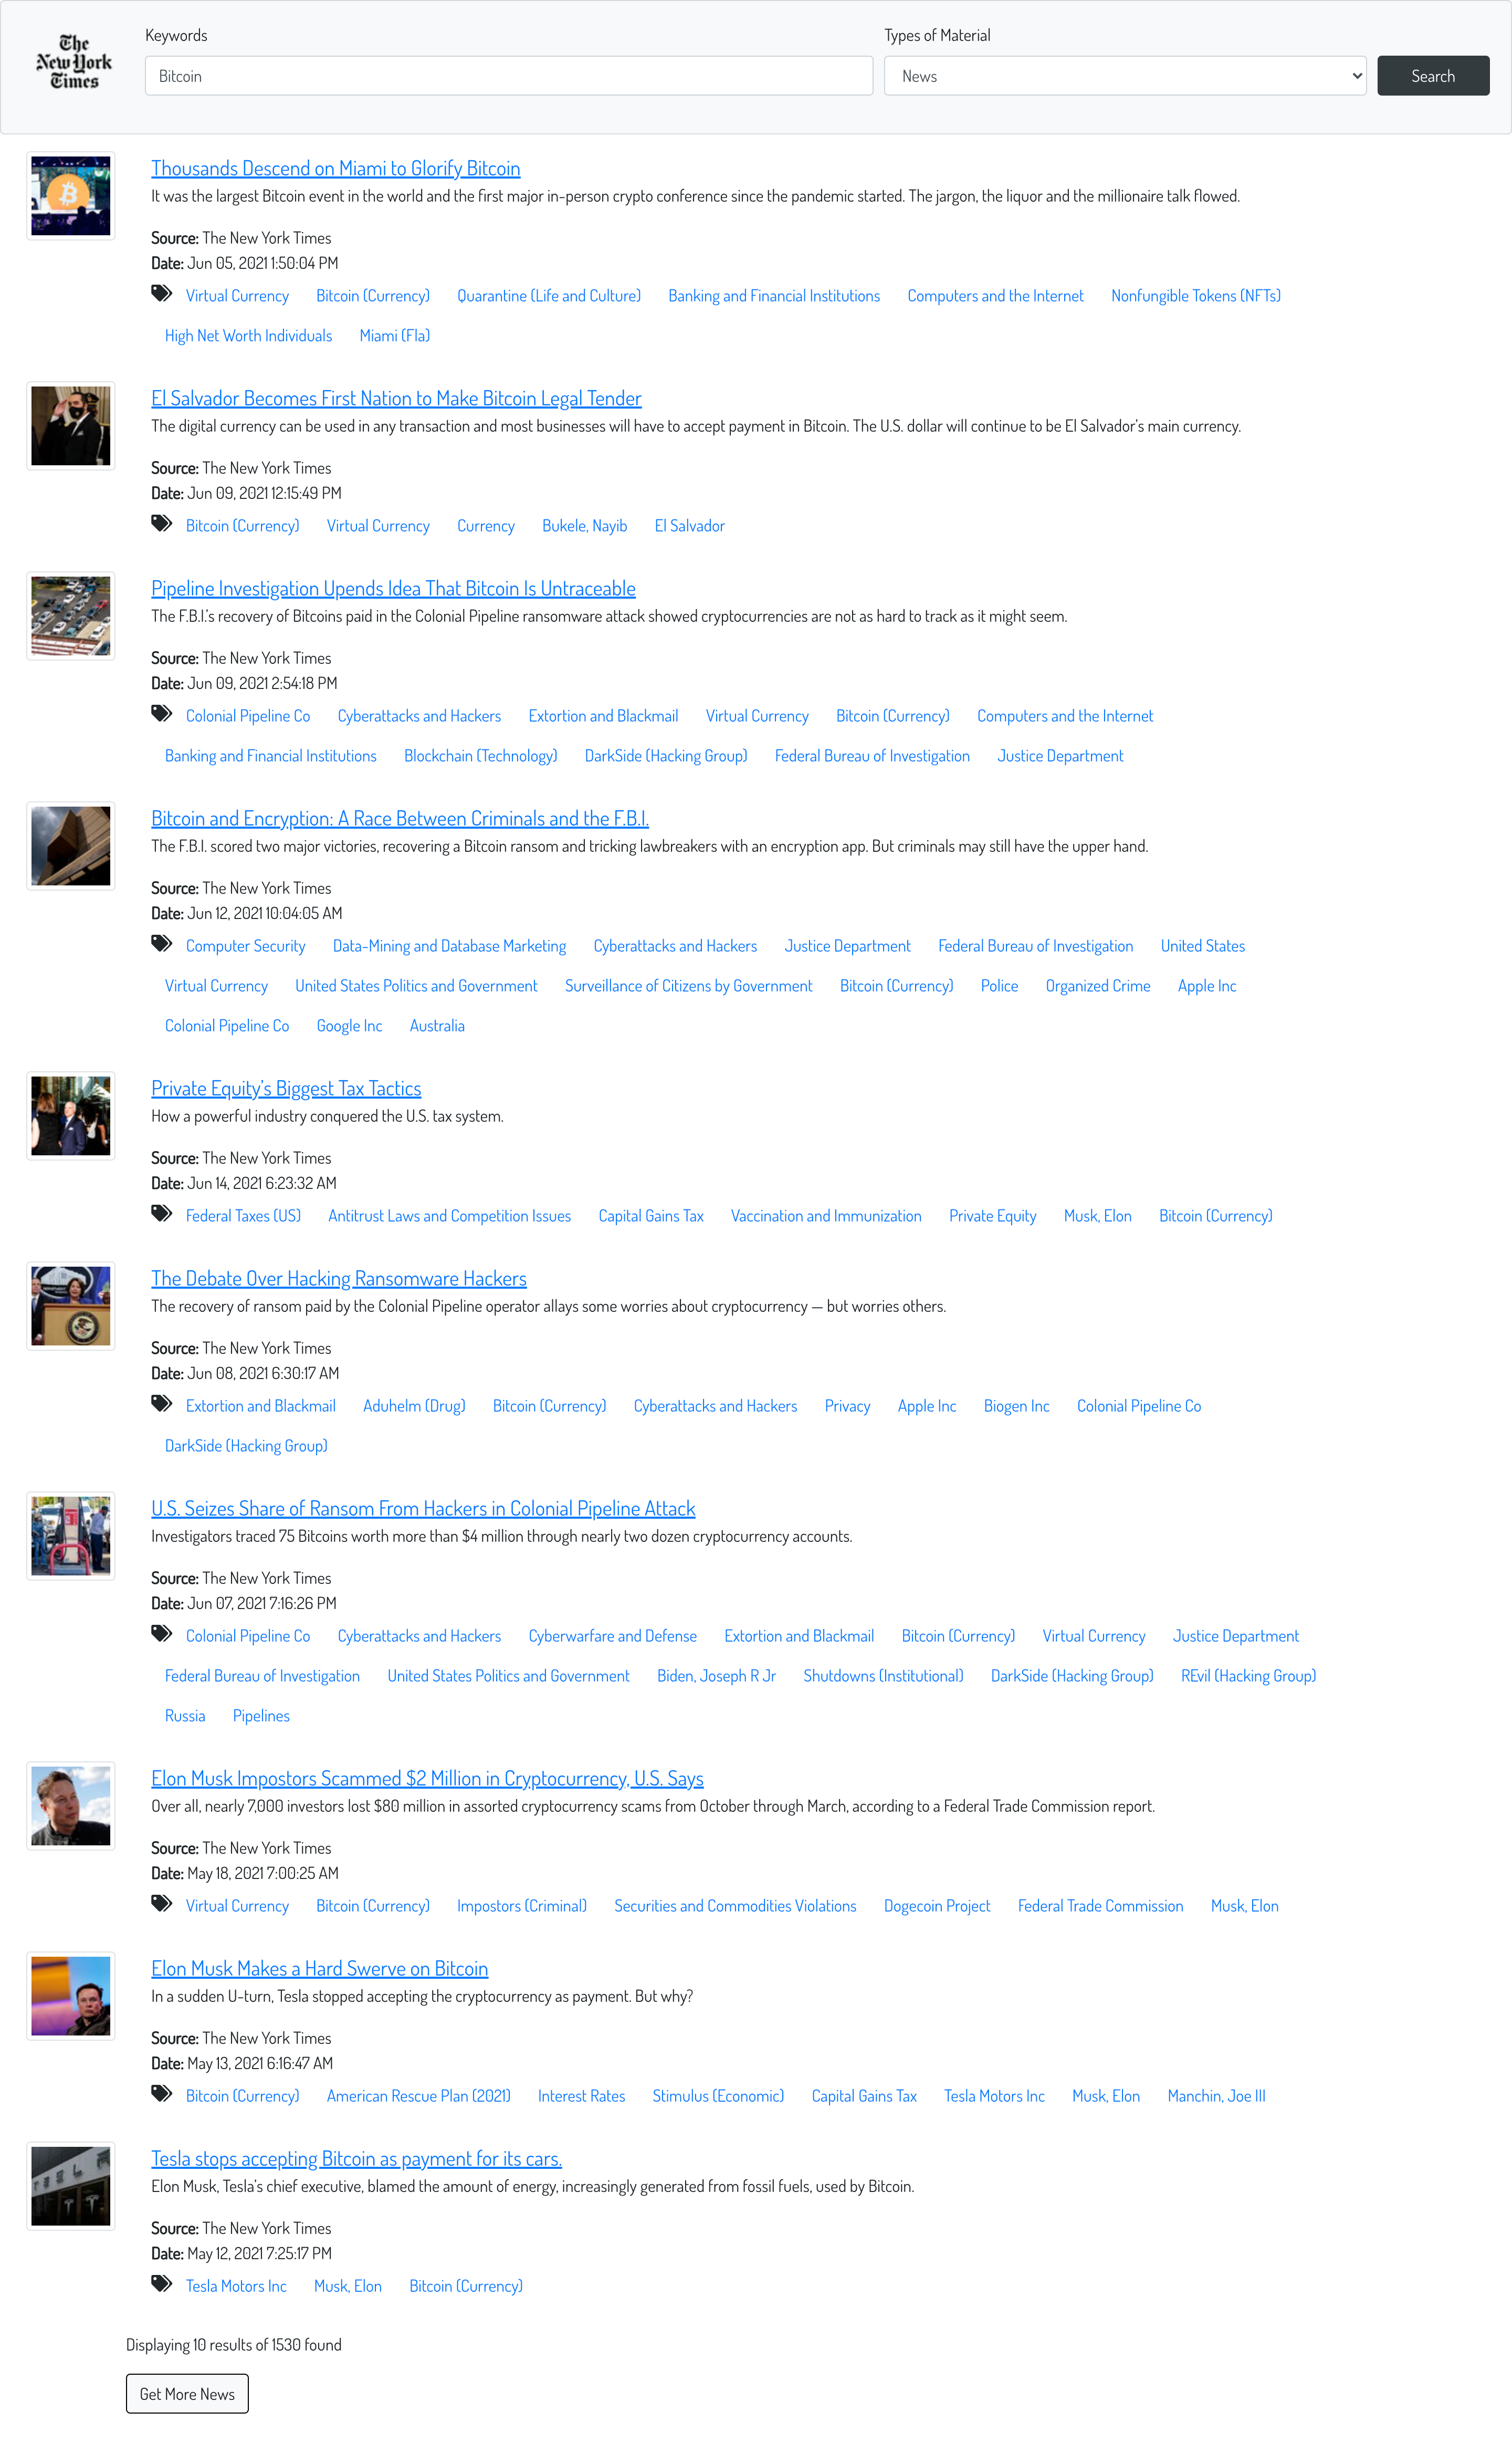 The
New York
Times
Keywords
Types of Material
Bitcoin
News
Search
Thousands Descend on Miami to Glorify Bitcoin
It was the largest Bitcoin event in the world and the first major in-person crypto conference since the pandemic started. The jargon, the liquor and the millionaire talk flowed.
Source: The New York Times
Date: Jun 05, 2021 1:50:04 PM
Virtual Currency Bitcoin (Currency) Quarantine (Life and Culture) Banking and Financial Institutions Computers and the Internet Nonfungible Tokens (NFTs)
High Net Worth Individuals Miami (Fla)
El Salvador Becomes First Nation to Make Bitcoin Legal Tender
The digital currency can be used in any transaction and most businesses will have to accept payment in Bitcoin. The U.S. dollar will continue to be El Salvador’s main currency.
Source: The New York Times
Date: Jun 09, 2021 12:15:49 PM
Bitcoin (Currency) Virtual Currency Currency Bukele, Nayib El Salvador
Pipeline Investigation Upends Idea That Bitcoin Is Untraceable
The F.B.I.’s recovery of Bitcoins paid in the Colonial Pipeline ransomware attack showed cryptocurrencies are not as hard to track as it might seem.
Source: The New York Times
Date: Jun 09, 2021 2:54:18 PM
Colonial Pipeline Co Cyberattacks and Hackers Extortion and Blackmail Virtual Currency Bitcoin (Currency) Computers and the Internet
Banking and Financial Institutions Blockchain (Technology) DarkSide (Hacking Group) Federal Bureau of Investigation Justice Department
Bitcoin and Encryption: A Race Between Criminals and the F.B.I.
The F.B.I. scored two major victories, recovering a Bitcoin ransom and tricking lawbreakers with an encryption app. But criminals may still have the upper hand.
Source: The New York Times
Date: Jun 12, 2021 10:04:05 AM
Computer Security Data-Mining and Database Marketing Cyberattacks and Hackers Justice Department Federal Bureau of Investigation United States
Virtual Currency United States Politics and Government Surveillance of Citizens by Government Bitcoin (Currency) Police Organized Crime Apple Inc
Colonial Pipeline Co Google Inc Australia
Private Equity’s Biggest Tax Tactics
How a powerful industry conquered the U.S. tax system.
Source: The New York Times
Date: Jun 14, 2021 6:23:32 AM
Federal Taxes (US) Antitrust Laws and Competition Issues Capital Gains Tax Vaccination and Immunization Private Equity Musk, Elon Bitcoin (Currency)
The Debate Over Hacking Ransomware Hackers
The recovery of ransom paid by the Colonial Pipeline operator allays some worries about cryptocurrency — but worries others.
Source: The New York Times
Date: Jun 08, 2021 6:30:17 AM
Extortion and Blackmail Aduhelm (Drug) Bitcoin (Currency) Cyberattacks and Hackers Privacy Apple Inc Biogen Inc Colonial Pipeline Co
DarkSide (Hacking Group)
U.S. Seizes Share of Ransom From Hackers in Colonial Pipeline Attack
Investigators traced 75 Bitcoins worth more than $4 million through nearly two dozen cryptocurrency accounts.
Source: The New York Times
Date: Jun 07, 2021 7:16:26 PM
Colonial Pipeline Co Cyberattacks and Hackers Cyberwarfare and Defense Extortion and Blackmail Bitcoin (Currency) Virtual Currency Justice Department
Federal Bureau of Investigation United States Politics and Government Biden, Joseph R Jr Shutdowns (Institutional) DarkSide (Hacking Group) REvil (Hacking Group)
Russia Pipelines
Elon Musk Impostors Scammed $2 Million in Cryptocurrency, U.S. Says
Over all, nearly 7,000 investors lost $80 million in assorted cryptocurrency scams from October through March, according to a Federal Trade Commission report.
Source: The New York Times
Date: May 18, 2021 7:00:25 AM
Virtual Currency Bitcoin (Currency) Impostors (Criminal) Securities and Commodities Violations Dogecoin Project Federal Trade Commission Musk, Elon
Elon Musk Makes a Hard Swerve on Bitcoin
In a sudden U-turn, Tesla stopped accepting the cryptocurrency as payment. But why?
Source: The New York Times
Date: May 13, 2021 6:16:47 AM
Bitcoin (Currency) American Rescue Plan (2021) Interest Rates Stimulus (Economic) Capital Gains Tax Tesla Motors Inc Musk, Elon Manchin, Joe III
Tesla stops accepting Bitcoin as payment for its cars.
Elon Musk, Tesla’s chief executive, blamed the amount of energy, increasingly generated from fossil fuels, used by Bitcoin.
Source: The New York Times
Date: May 12, 2021 7:25:17 PM
Tesla Motors Inc Musk, Elon Bitcoin (Currency)
Displaying 10 results of 1530 found
Get More News